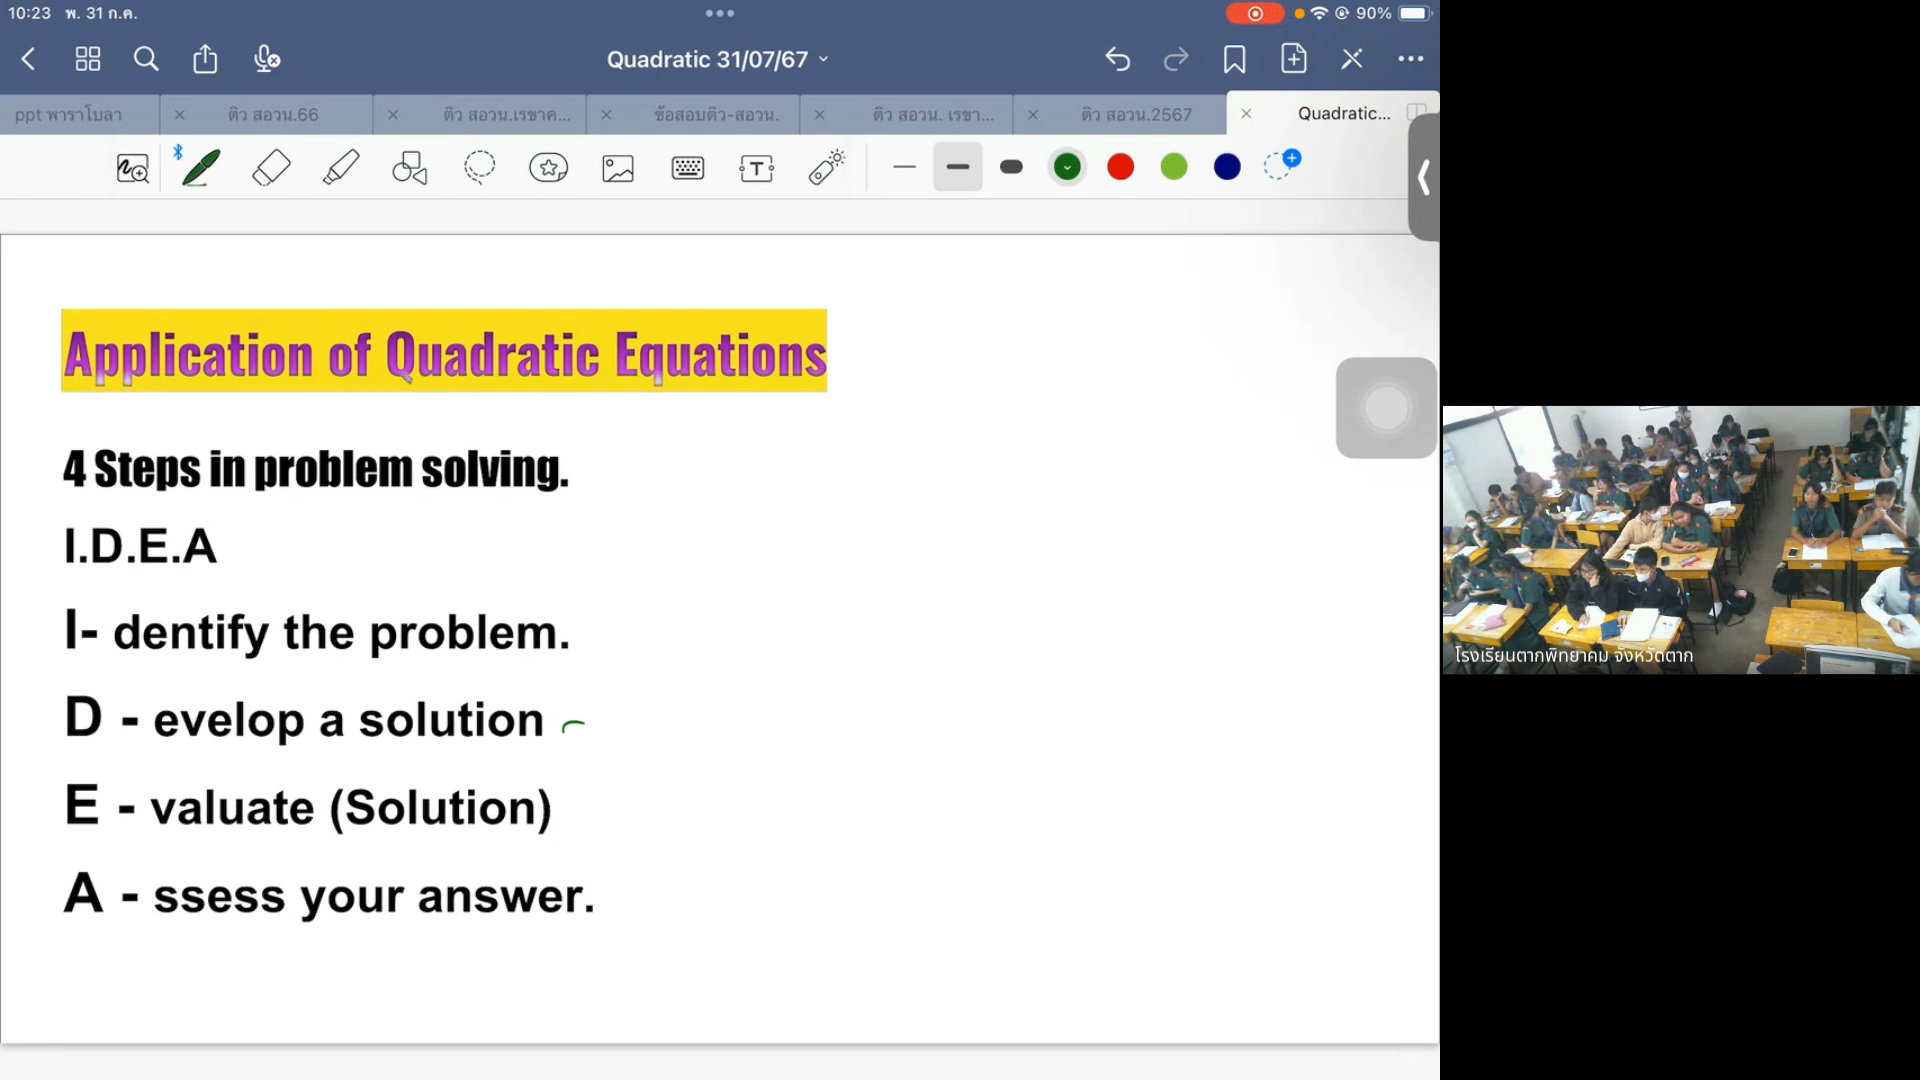 10:23 พ. 31 ก.ค.
90%
Quadratic 31/07/67
ppt พาราโบลา
ติว สอวน.66
ติว สอวน.เรขาค...
ข้อสอบติว-สอวน.
ติว สอวน. เรขา...
ติว สอวน.2567
Quadratic...
Application of Quadratic Equations
4 Steps in problem solving.
I.D.E.A
I- dentify the problem.
D - evelop a solution
E - valuate (Solution)
A - ssess your answer.
โรงเรียนตากพิทยาคม จังหวัดตาก